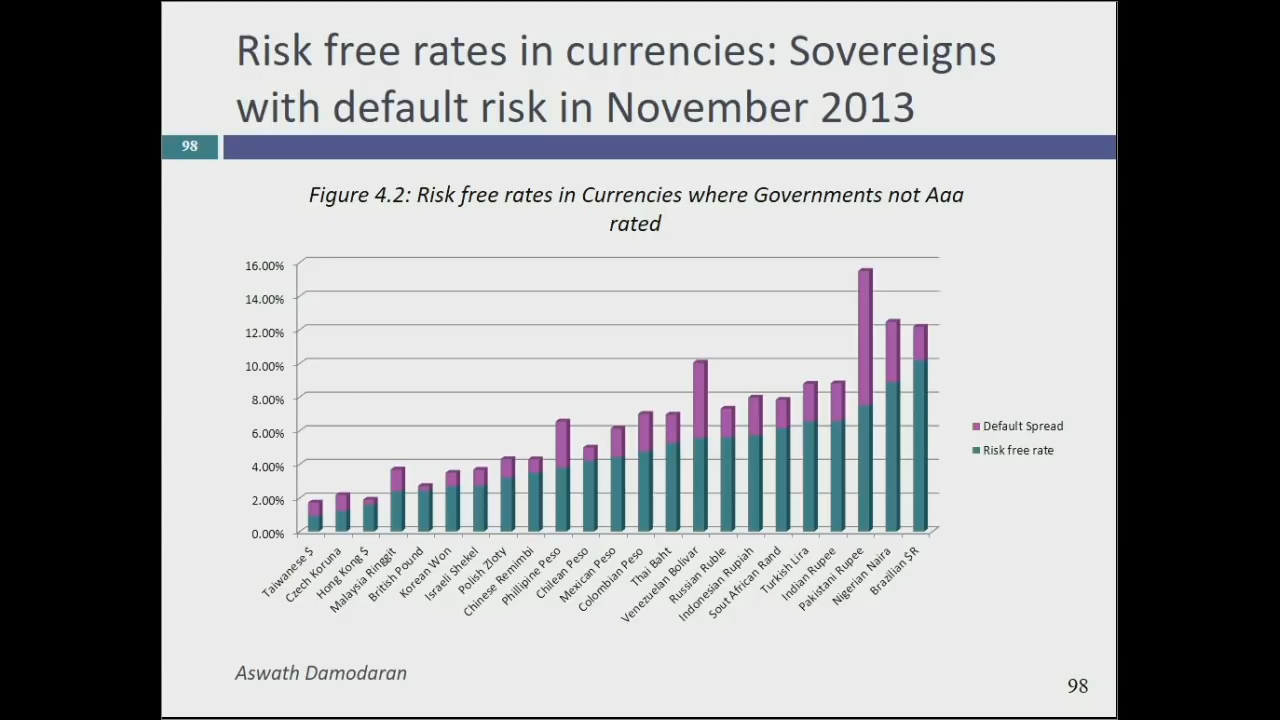 Risk free rates in currencies: Sovereigns
with default risk in November 2013
98
Figure 4.2: Risk free rates in Currencies where Governments not Aaa
rated
16.00%
14.00%
12.00%
10.00%
8.00%
6.00%
4.00%
2.00%
0.00%
Default Spread
Risk free rate
Taiwanese $
Czech Koruna
Hong Kong $
Malaysia Ringgit
British Pound
Korean Won
Israeli Shekel
Polish Zloty
Chinese Remimbi
Phillipine Peso
Chilean Peso
Mexican Peso
Colombian Peso
Thai Baht
Venezuelan Bolivar
Russian Ruble
Indonesian Rupiah
Sout African Rand
Turkish Lira
Indian Rupee
Pakistani Rupee
Nigerian Naira
Brazilian $R
Aswath Damodaran
98